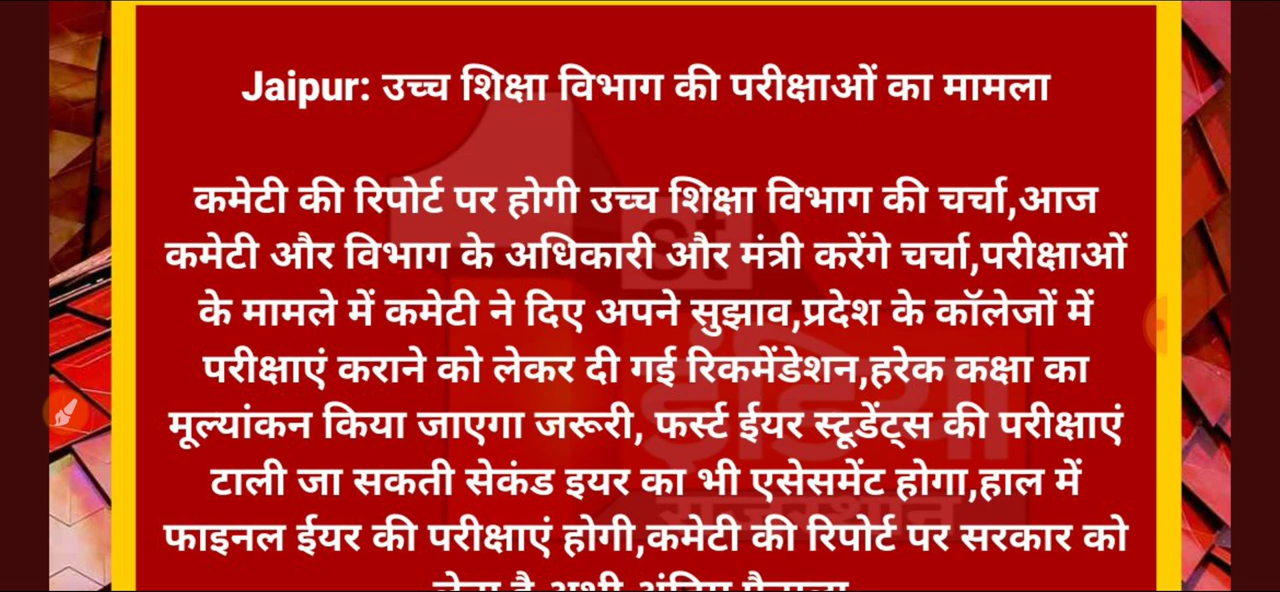 Jaipur: उच्च शिक्षा विभाग की परीक्षाओं का मामला
कमेटी की रिपोर्ट पर होगी उच्च शिक्षा विभाग की चर्चा,आज
कमेटी और विभाग के अधिकारी और मंत्री करेंगे चर्चा,परीक्षाओं
के मामले में कमेटी ने दिए अपने सुझाव,प्रदेश के कॉलेजों में
परीक्षाएं कराने को लेकर दी गई रिकमेंडेशन,हरेक कक्षा का
मूल्यांकन किया जाएगा जरूरी, फर्स्ट ईयर स्टूडेंट्स की परीक्षाएं
टाली जा सकती सेकंड इयर का भी एसेसमेंट होगा,हाल में
फाइनल ईयर की परीक्षाएं होगी,कमेटी की रिपोर्ट पर सरकार को
1st
इंडिया
राजस्थान